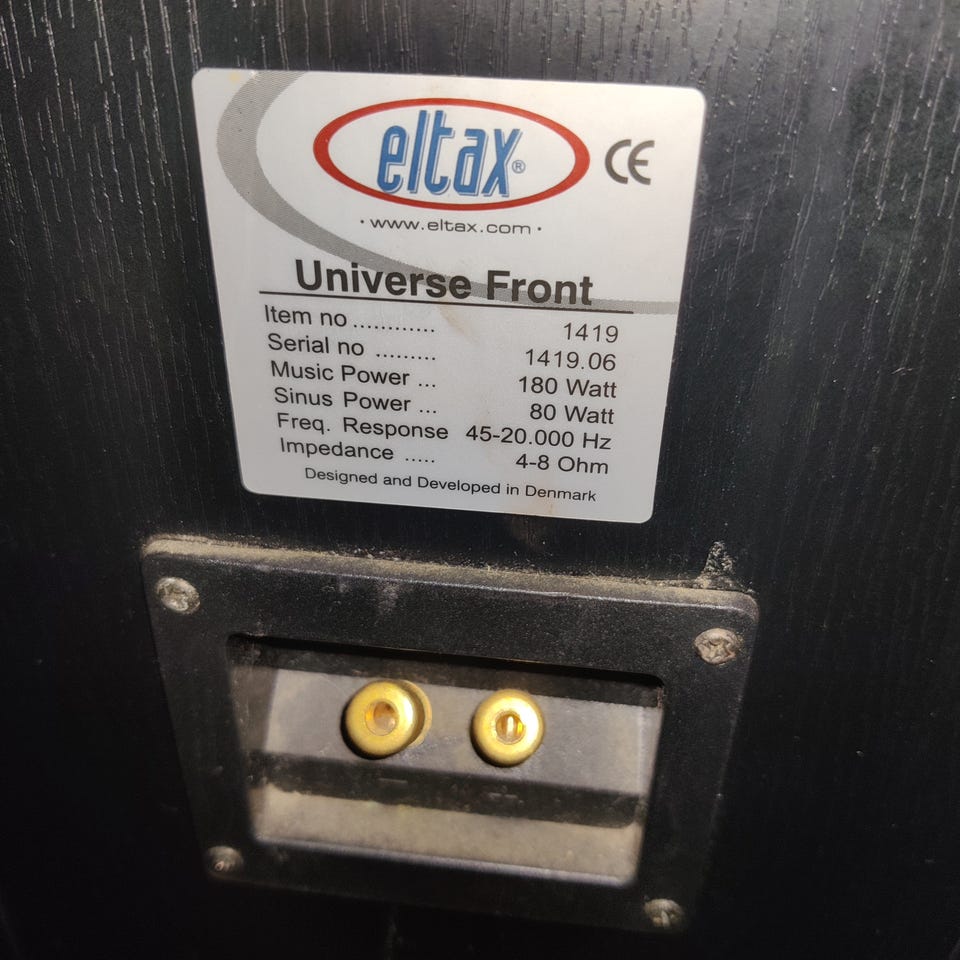 eltax®
CE
• www.eltax.com •
Universe Front
Item no ............ 1419
Serial no ......... 1419.06
Music Power ... 180 Watt
Sinus Power ... 80 Watt
Freq. Response 45-20.000 Hz
Impedance ..... 4-8 Ohm
Designed and Developed in Denmark